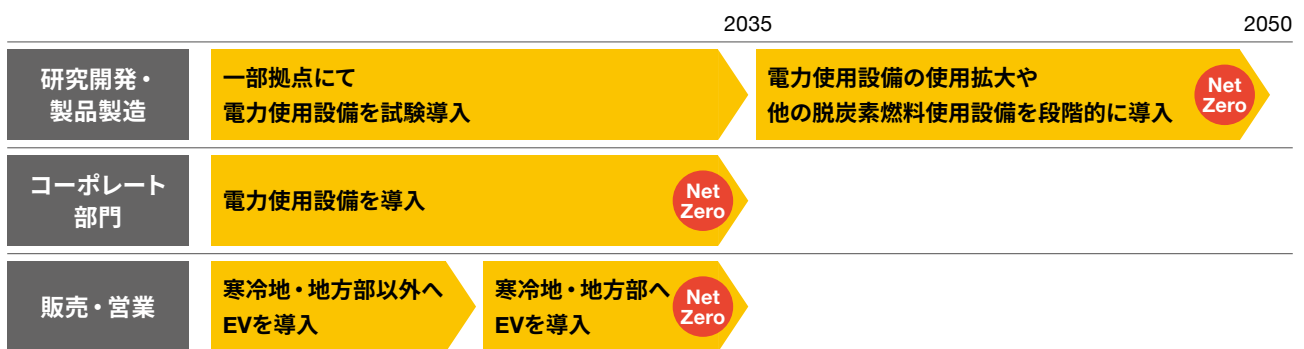 2035
2050
研究開発・
製品製造
一部拠点にて
電力使用設備を試験導入
電力使用設備の使用拡大や
他の脱炭素燃料使用設備を段階的に導入
Net
Zero
コーポレート
部門
電力使用設備を導入
Net
Zero
販売・営業
寒冷地・地方部以外へ
EVを導入
寒冷地・地方部へ
EVを導入
Net
Zero